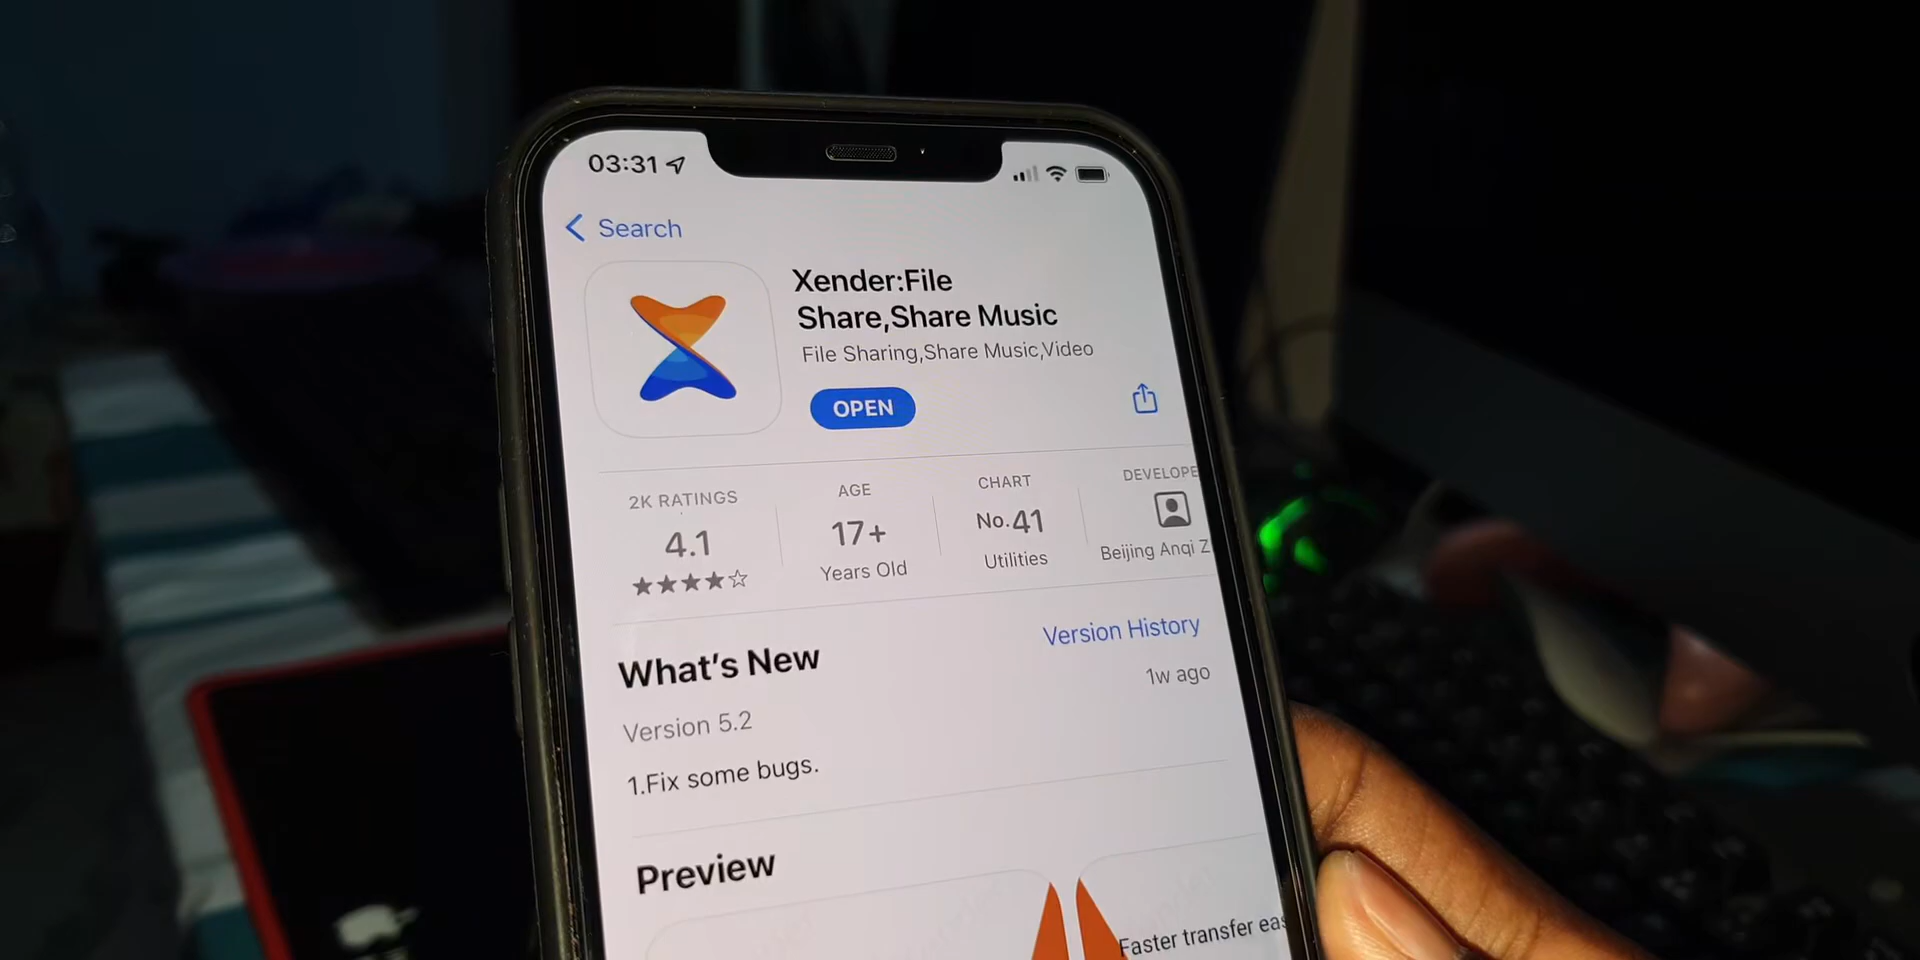 03:31
Search
Xender:File
Share,Share Music
File Sharing,Share Music,Video
OPEN
2K RATINGS
4.1
AGE
17+
Years Old
CHART
No.41
Utilities
DEVELOPE
Beijing Anqi Z
What's New
Version History
Version 5.2
1w ago
1.Fix some bugs.
Preview
Faster transfer eas